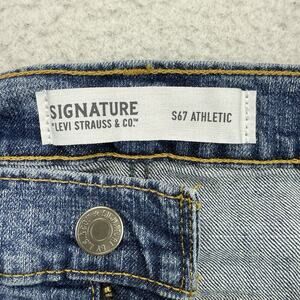 SIGNATURE
"LEVI STRAUSS & CO.™
S67 ATHLETIC